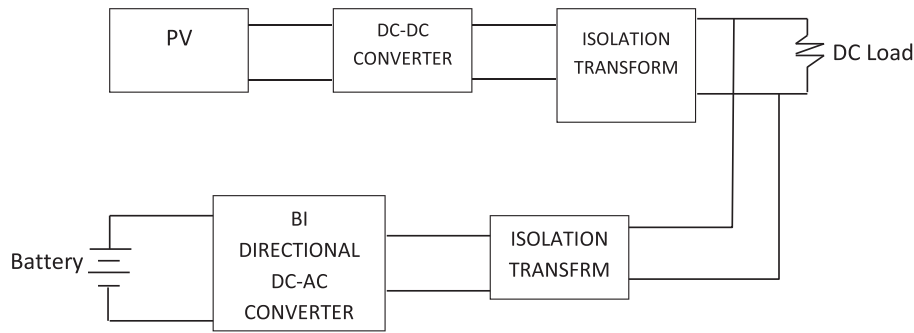 PV
DC-DC
CONVERTER
ISOLATION
TRANSFORM
DC Load
Battery
BI
DIRECTIONAL
DC-AC
CONVERTER
ISOLATION
TRANSFRM